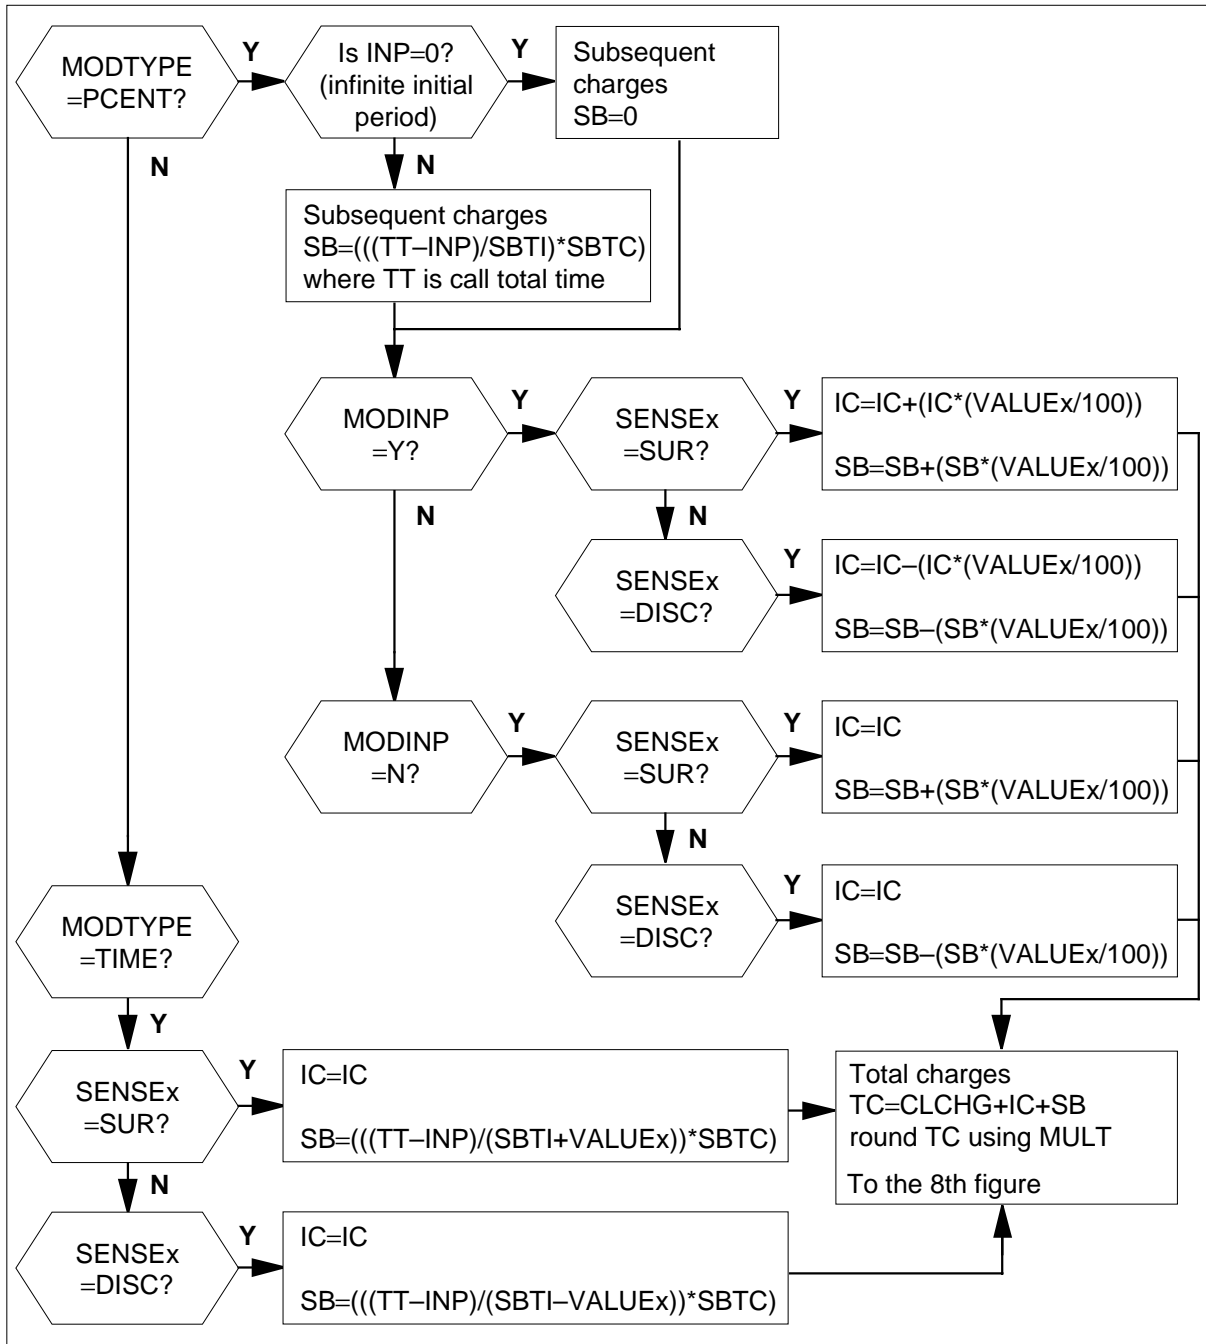 MODTYPE
=PCENT?
Y
Is INP=0?
(infinite initial
period)
Y
Subsequent
charges
SB=0
N
N
Subsequent charges
SB=(((TT–INP)/SBTI)*SBTC)
where TT is call total time
MODINP
=Y?
Y
SENSEx
=SUR?
Y
IC=IC+(IC*(VALUEx/100))
SB=SB+(SB*(VALUEx/100))
N
N
SENSEx
=DISC?
Y
IC=IC–(IC*(VALUEx/100))
SB=SB–(SB*(VALUEx/100))
MODINP
=N?
Y
SENSEx
=SUR?
Y
IC=IC
SB=SB+(SB*(VALUEx/100))
N
SENSEx
=DISC?
Y
IC=IC
SB=SB–(SB*(VALUEx/100))
MODTYPE
=TIME?
Y
SENSEx
=SUR?
Y
IC=IC
SB=(((TT–INP)/(SBTI+VALUEx))*SBTC)
Total charges
TC=CLCHG+IC+SB
round TC using MULT
To the 8th figure
N
SENSEx
=DISC?
Y
IC=IC
SB=(((TT–INP)/(SBTI–VALUEx))*SBTC)